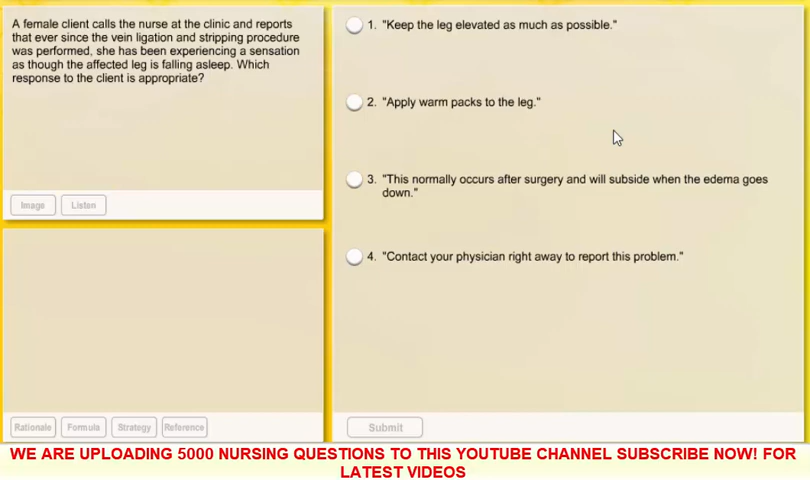 A female client calls the nurse at the clinic and reports
that ever since the vein ligation and stripping procedure
was performed, she has been experiencing a sensation
as though the affected leg is falling asleep. Which
response to the client is appropriate?
Image
Listen
Rationale
Formula
Strategy
Reference
1. "Keep the leg elevated as much as possible."
2. "Apply warm packs to the leg."
3. "This normally occurs after surgery and will subside when the edema goes
down."
4. "Contact your physician right away to report this problem."
Submit
WE ARE UPLOADING 5000 NURSING QUESTIONS TO THIS YOUTUBE CHANNEL SUBSCRIBE NOW! FOR
LATEST VIDEOS